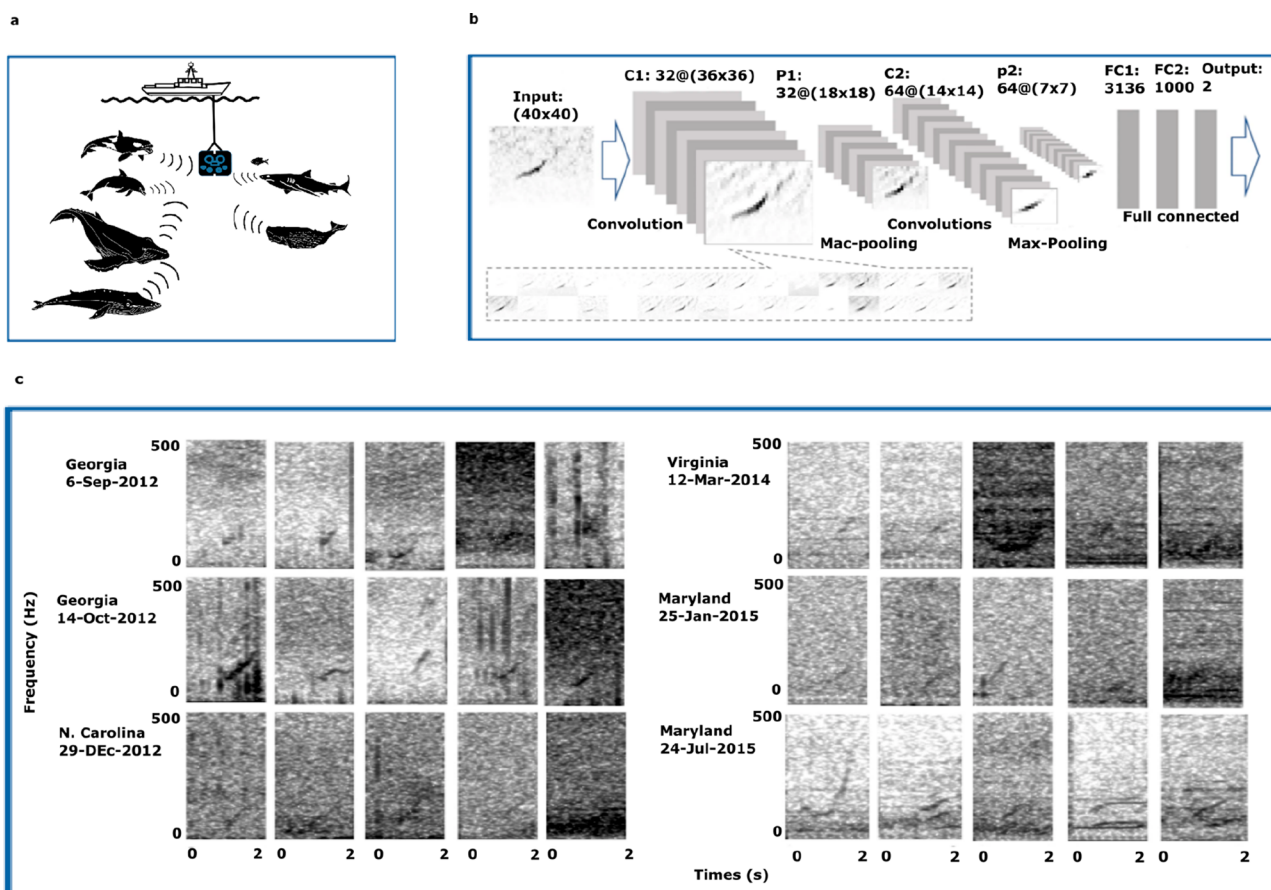 a
b
Input:
(40x40)
C1: 32@(36x36)
P1:
32@(18x18)
C2:
64@(14x14)
p2:
64@(7x7)
FC1:
3136
FC2
1000
Output:
2
Convolution
Mac-pooling
Convolutions
Max-Pooling
Full connected
c
Frequency (Hz)
Georgia
6-Sep-2012
500
0
Georgia
14-Oct-2012
500
0
N. Carolina
29-DEc-2012
500
0
0 2 0 2 0 2 0 2 0 2
Virginia
12-Mar-2014
500
0
Maryland
25-Jan-2015
500
0
Maryland
24-Jul-2015
500
0
0 2 0 2 0 2 0 2 0 2
Times (s)